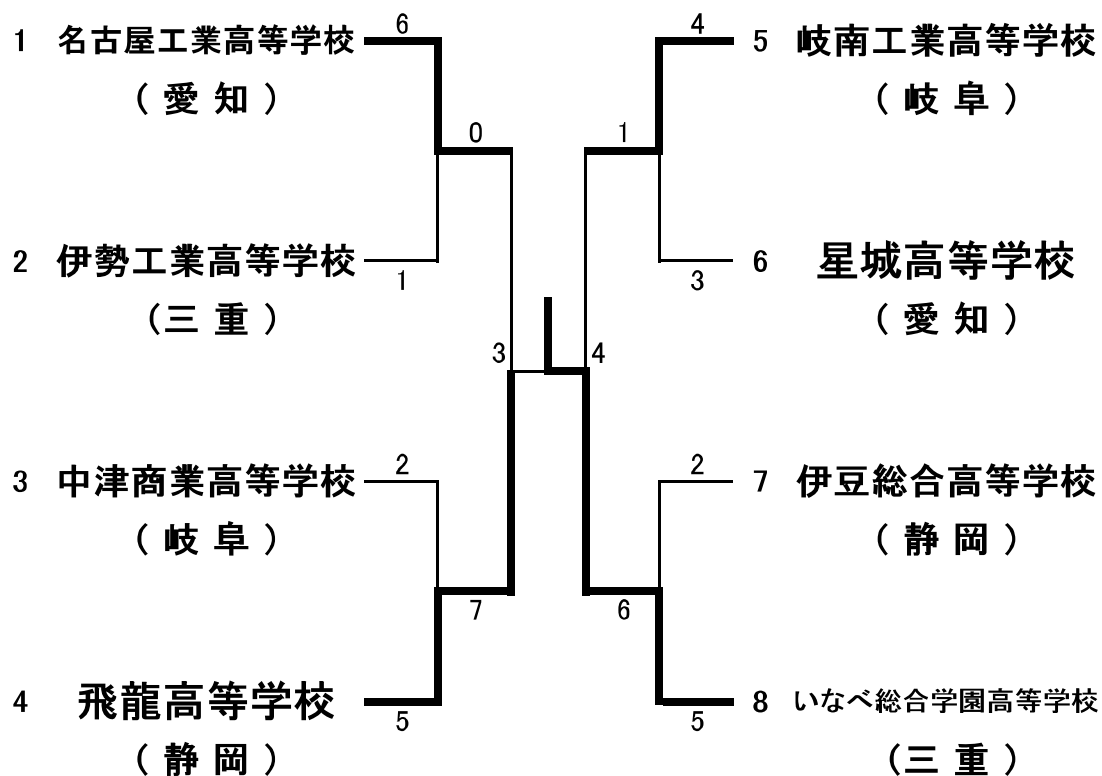 6
1 名古屋工業高等学校
( 愛 知 )
0
2 伊勢工業高等学校
1
(三 重 )
3
2
3 中津商業高等学校
( 岐 阜 )
7
4 飛龍高等学校
5
( 静 岡 )
4
5 岐南工業高等学校
( 岐 阜 )
1
6 星城高等学校
3
( 愛 知 )
4
2
7 伊豆総合高等学校
( 静 岡 )
6
8 いなべ総合学園高等学校
5
(三 重 )